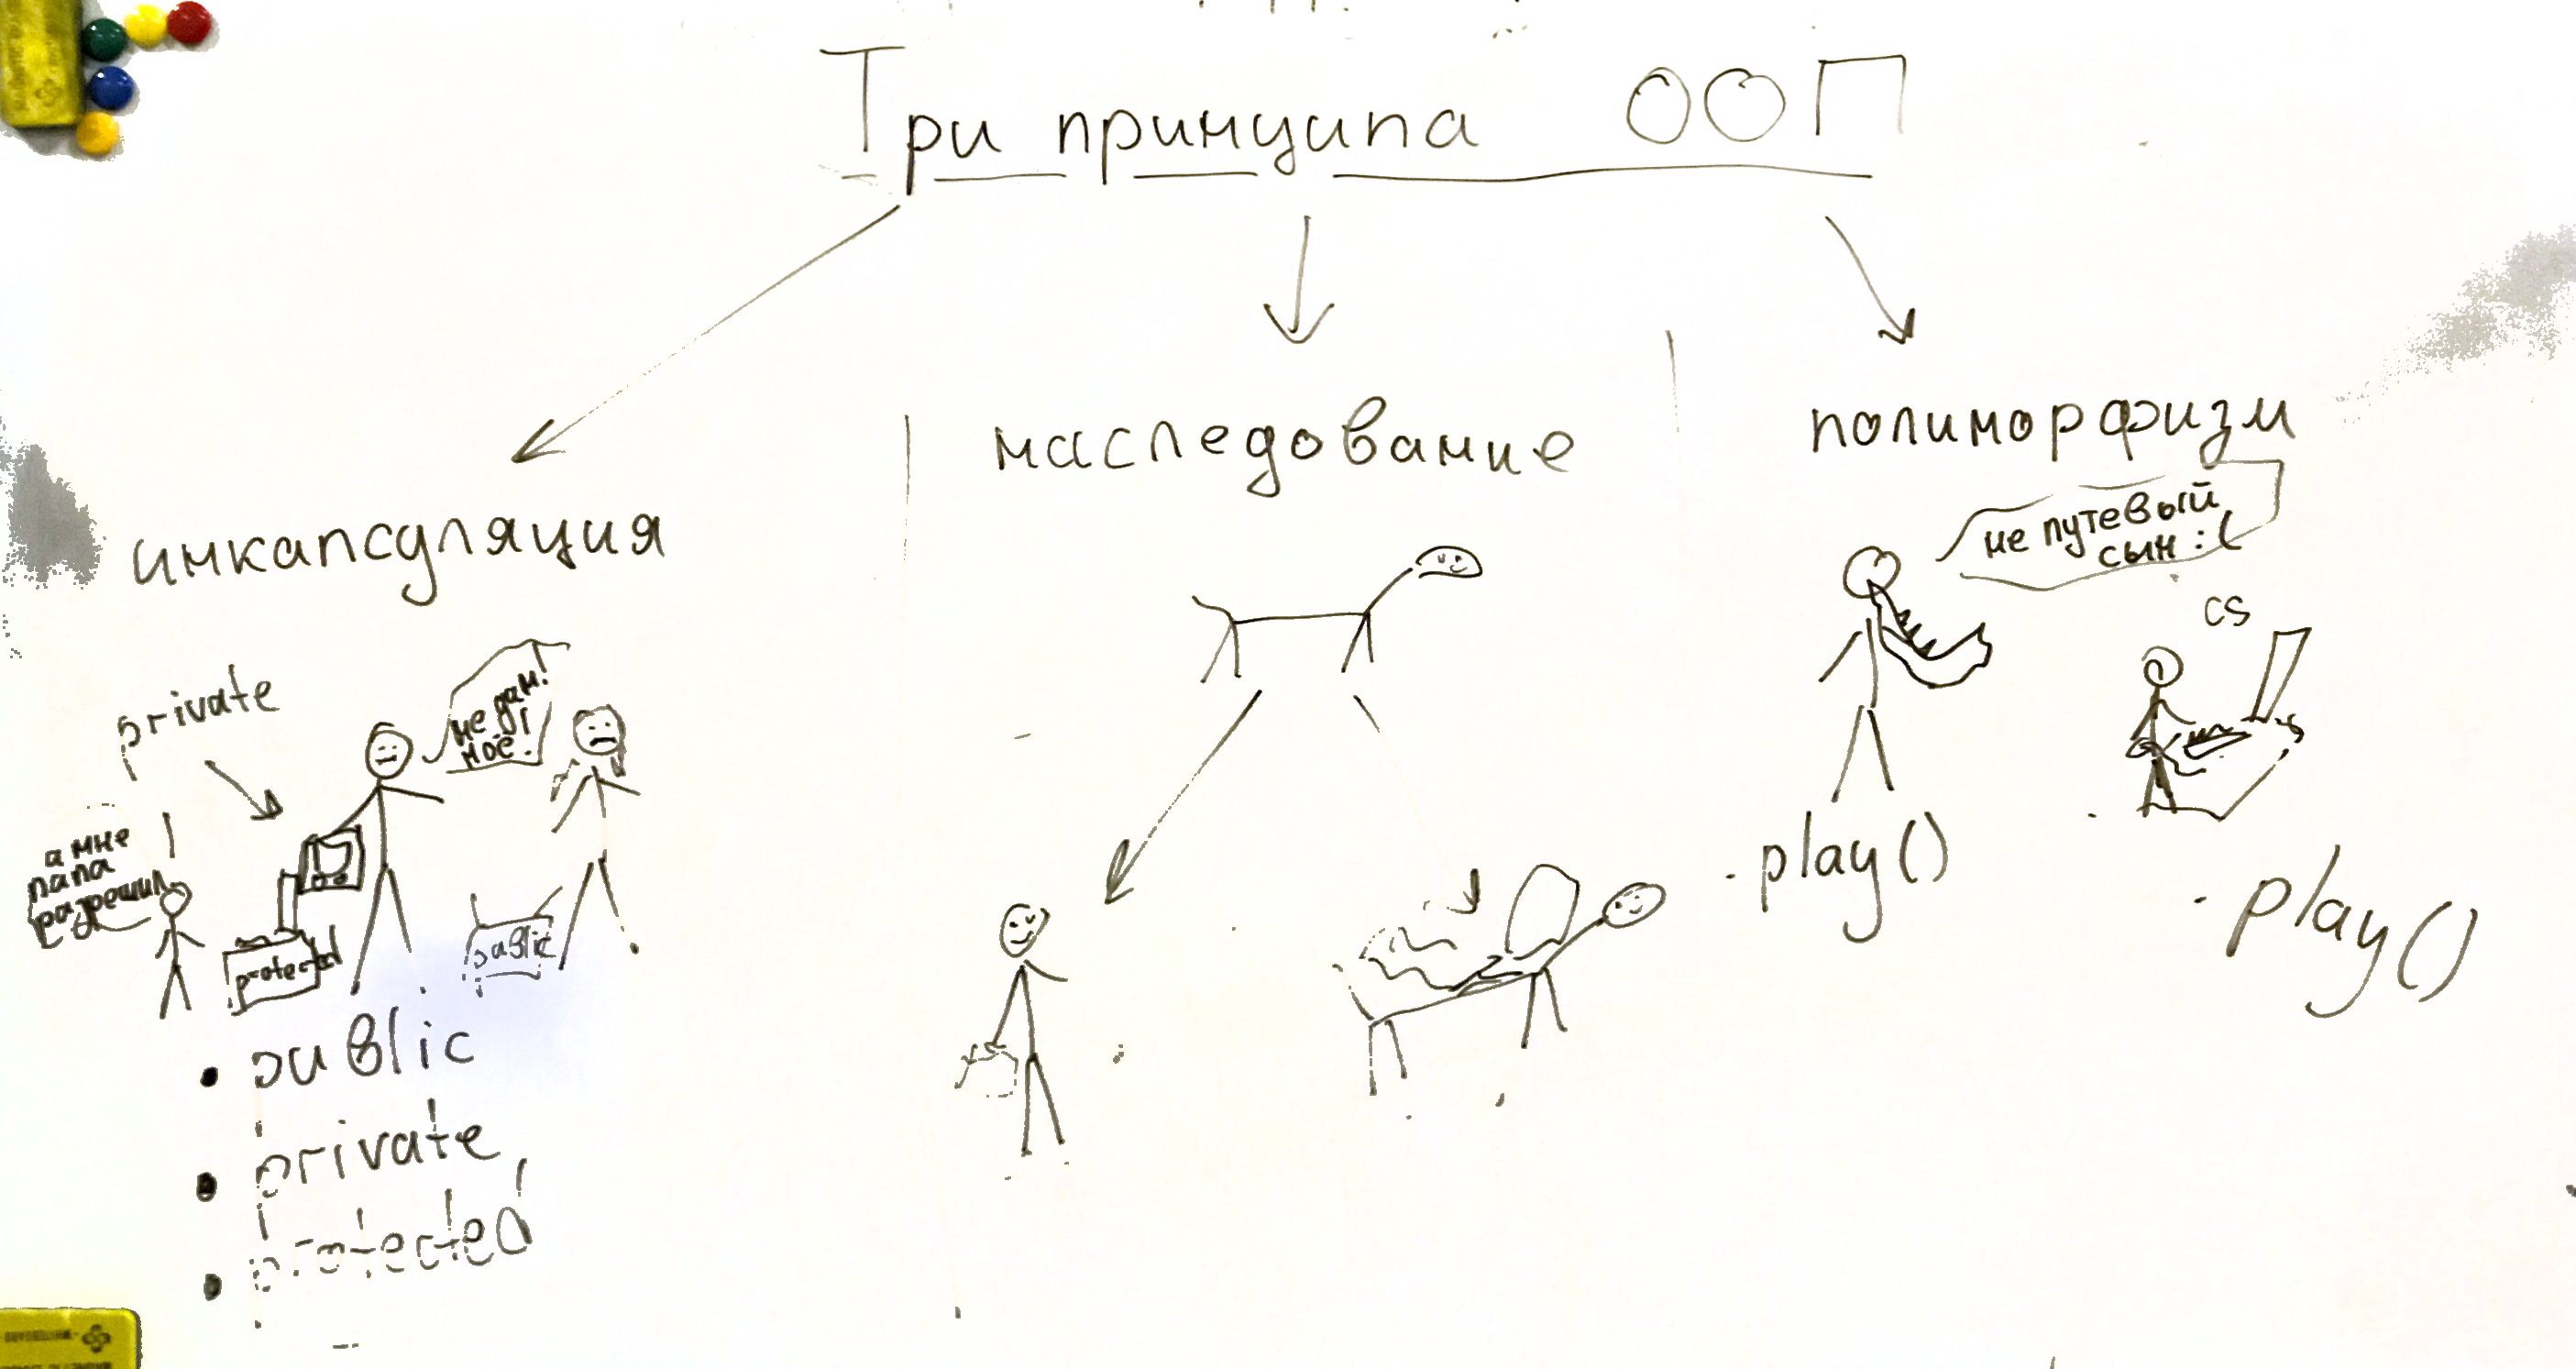 Три принципа ООП
инкапсуляция
наследование
полиморфизм
private
не дам!
моё!
а мне
папа
разрешил
protected
public
• public
• private
• protected
не путевый
сын :(
CS
.play()
.play()